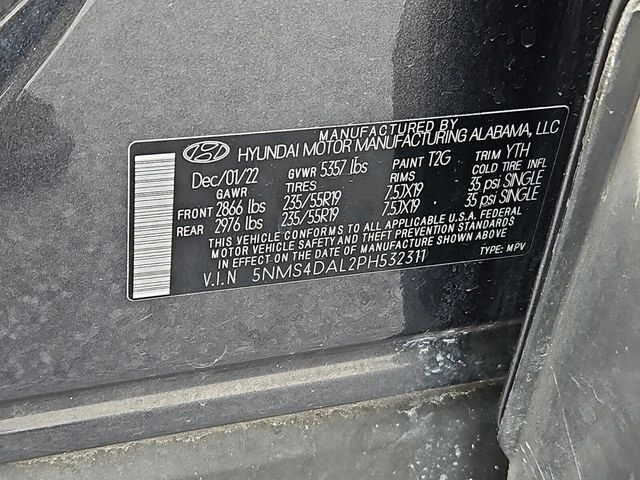 MANUFACTURED BY
HYUNDAI MOTOR MANUFACTURING ALABAMA, LLC
Dec/01/22 GVWR 5357 lbs PAINT T2G TRIM YTH
GAWR TIRES RIMS COLD TIRE INFL
FRONT 2866 lbs 235/55R19 7.5JX19 35 psi SINGLE
REAR 2976 lbs 235/55R19 7.5JX19 35 psi SINGLE
THIS VEHICLE CONFORMS TO ALL APPLICABLE U.S.A. FEDERAL
MOTOR VEHICLE SAFETY AND THEFT PREVENTION STANDARDS
IN EFFECT ON THE DATE OF MANUFACTURE SHOWN ABOVE.
V.I.N 5NMS4DAL2PH532311 TYPE: MPV